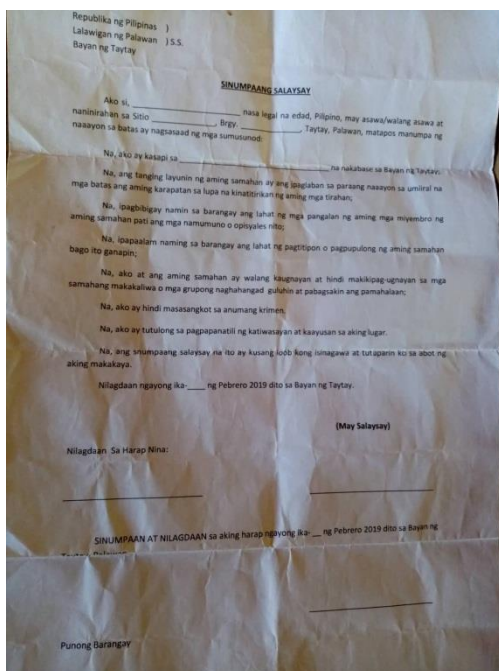 Republika ng Pilipinas )
Lalawigan ng Palawan ) S.S.
Bayan ng Taytay
SINUMPAANG SALAYSAY
Ako si, ____________________ nasa legal na edad, Pilipino, may asawa/walang asawa at
naninirahan sa Sitio ____________, Brgy. ____________, Taytay, Palawan, matapos manumpa ng
naaayon sa batas ay nagsasaad ng mga sumusunod:
Na, ako ay kasapi sa ____________________ na nakabase sa Bayan ng Taytay;
Na, ang tanging layunin ng aming samahan ay ang ipaglaban sa paraang naaayon sa umiiral na
mga batas ang aming karapatan sa lupa na kinatitirikan ng aming mga tirahan;
Na, ipagbibigay namin sa barangay ang lahat ng mga pangalan ng aming mga miyembro ng
aming samahan pati ang mga namumuno o opisyales nito;
Na, ipapaalam naming sa barangay ang lahat ng pagtitipon o pagpupulong ng aming samahan
bago ito ganapin;
Na, ako at ang aming samahan ay walang kaugnayan at hindi makikipag-ugnayan sa mga
samahang makakaliwa o mga grupong naghahangad guluhin at pabagsakin ang pamahalaan;
Na, ako ay hindi masasangkot sa anumang krimen.
Na, ako ay tutulong sa pagpapanatili ng katiwasayan at kaayusan sa aking lugar.
Na, ang snumpaang salaysay na ito ay kusang loob kong isinagawa at tutuparin ko sa abot ng
aking makakaya.
Nilagdaan ngayong ika-____ ng Pebrero 2019 dito sa Bayan ng Taytay.
(May Salaysay)
Nilagdaan Sa Harap Nina:
SINUMPAAN AT NILAGDAAN sa aking harap ngayong ika- __ ng Pebrero 2019 dito sa Bayan ng
Taytay, Palawan
Punong Barangay